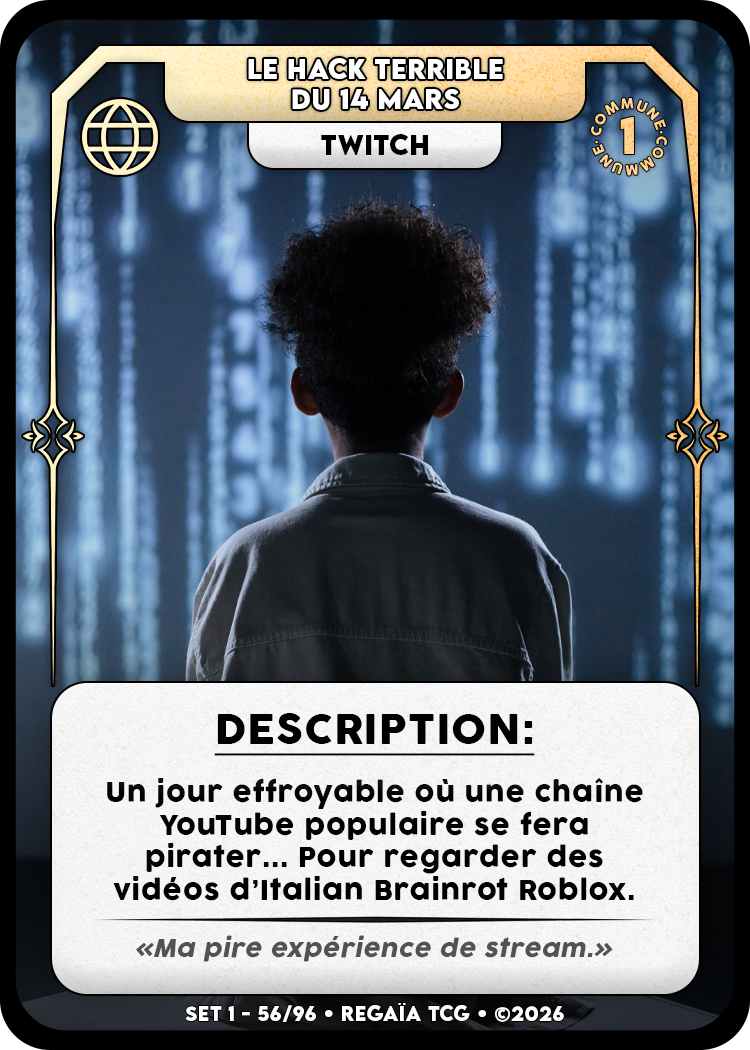 LE HACK TERRIBLE
DU 14 MARS
TWITCH
COMMUNE·COMMUNE·
1
DESCRIPTION:
Un jour effroyable où une chaîne
YouTube populaire se fera
pirater... Pour regarder des
vidéos d’Italian Brainrot Roblox.
«Ma pire expérience de stream.»
SET 1 - 56/96 • REGAÏA TCG • ©2026